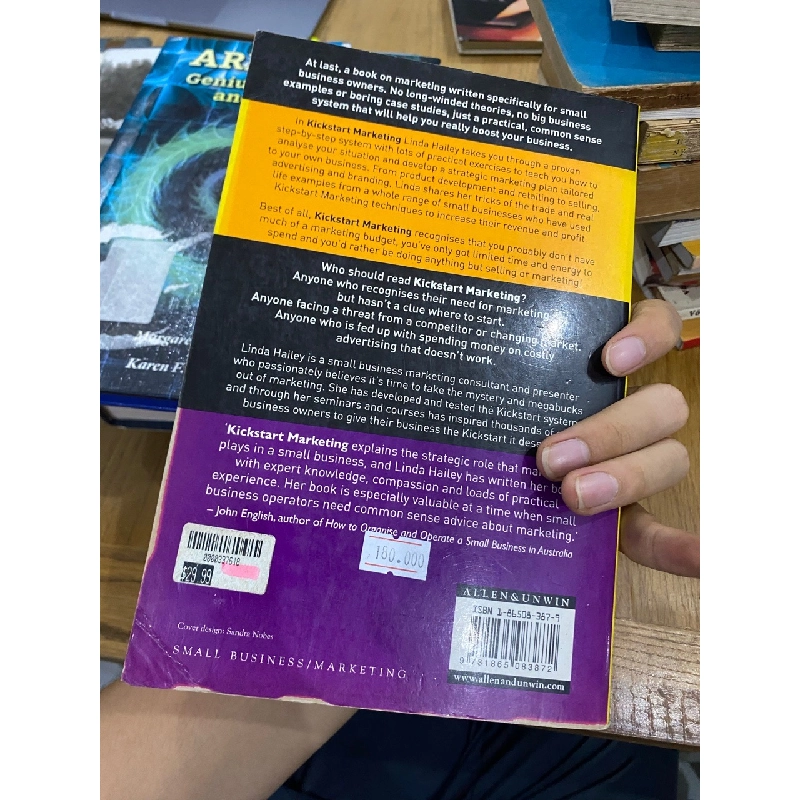 At last, a book on marketing written specifically for small
business owners. No long-winded theories, no big business
examples or boring case studies, just a practical, common sense
system that will help you really boost your business.
In Kickstart Marketing Linda Hailey takes you through a proven
step-by-step system with lots of practical exercises to teach you how to
analyse your situation and develop a strategic marketing plan tailored
to your own business. From product development and retailing to selling,
advertising and branding, Linda shares her tricks of the trade and real
life examples from a whole range of small businesses who have used
Kickstart Marketing techniques to increase their revenue and profit
Best of all, Kickstart Marketing recognises that you probably don't have
much of a marketing budget, you've only got limited time and energy to
spend and you'd rather be doing anything but selling or marketing!
Who should read Kickstart Marketing?
Anyone who recognises their need for marketing
but hasn't a clue where to start.
Anyone facing a threat from a competitor or changing market.
Anyone who is fed up with spending money on costly
advertising that doesn't work.
Linda Hailey is a small business marketing consultant and presenter
who passionately believes it's time to take the mystery and megabucks
out of marketing. She has developed and tested the Kickstart system
and through her seminars and courses has inspired thousands of
business owners to give their business the Kickstart it
'Kickstart Marketing explains the strategic role that
plays in a small business, and Linda Hailey has written her
with expert knowledge, compassion and loads of practical
experience. Her book is especially valuable at a time when small
business operators need common sense advice about marketing.'
– John English, author of How to Organise and Operate a Small Business in Australia
$29.99
180.000
ALLEN & UNWIN
ISBN 1-86508-387-9
9 781865 083872
www.allenandunwin.com
Cover design: Sandra Nobes
SMALL BUSINESS/MARKETING
Karen F.